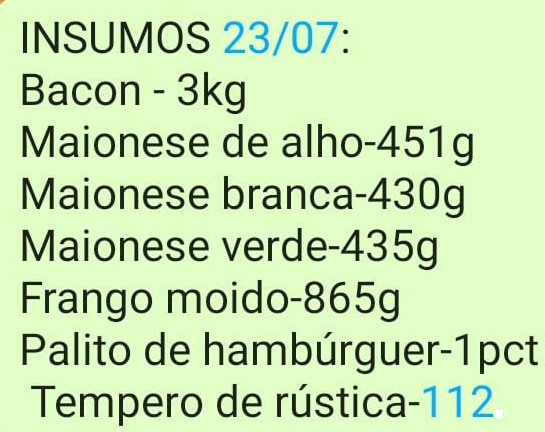 INSUMOS 23/07:
Bacon - 3kg
Maionese de alho-451g
Maionese branca-430g
Maionese verde-435g
Frango moido-865g
Palito de hambúrguer-1pct
Tempero de rústica-112